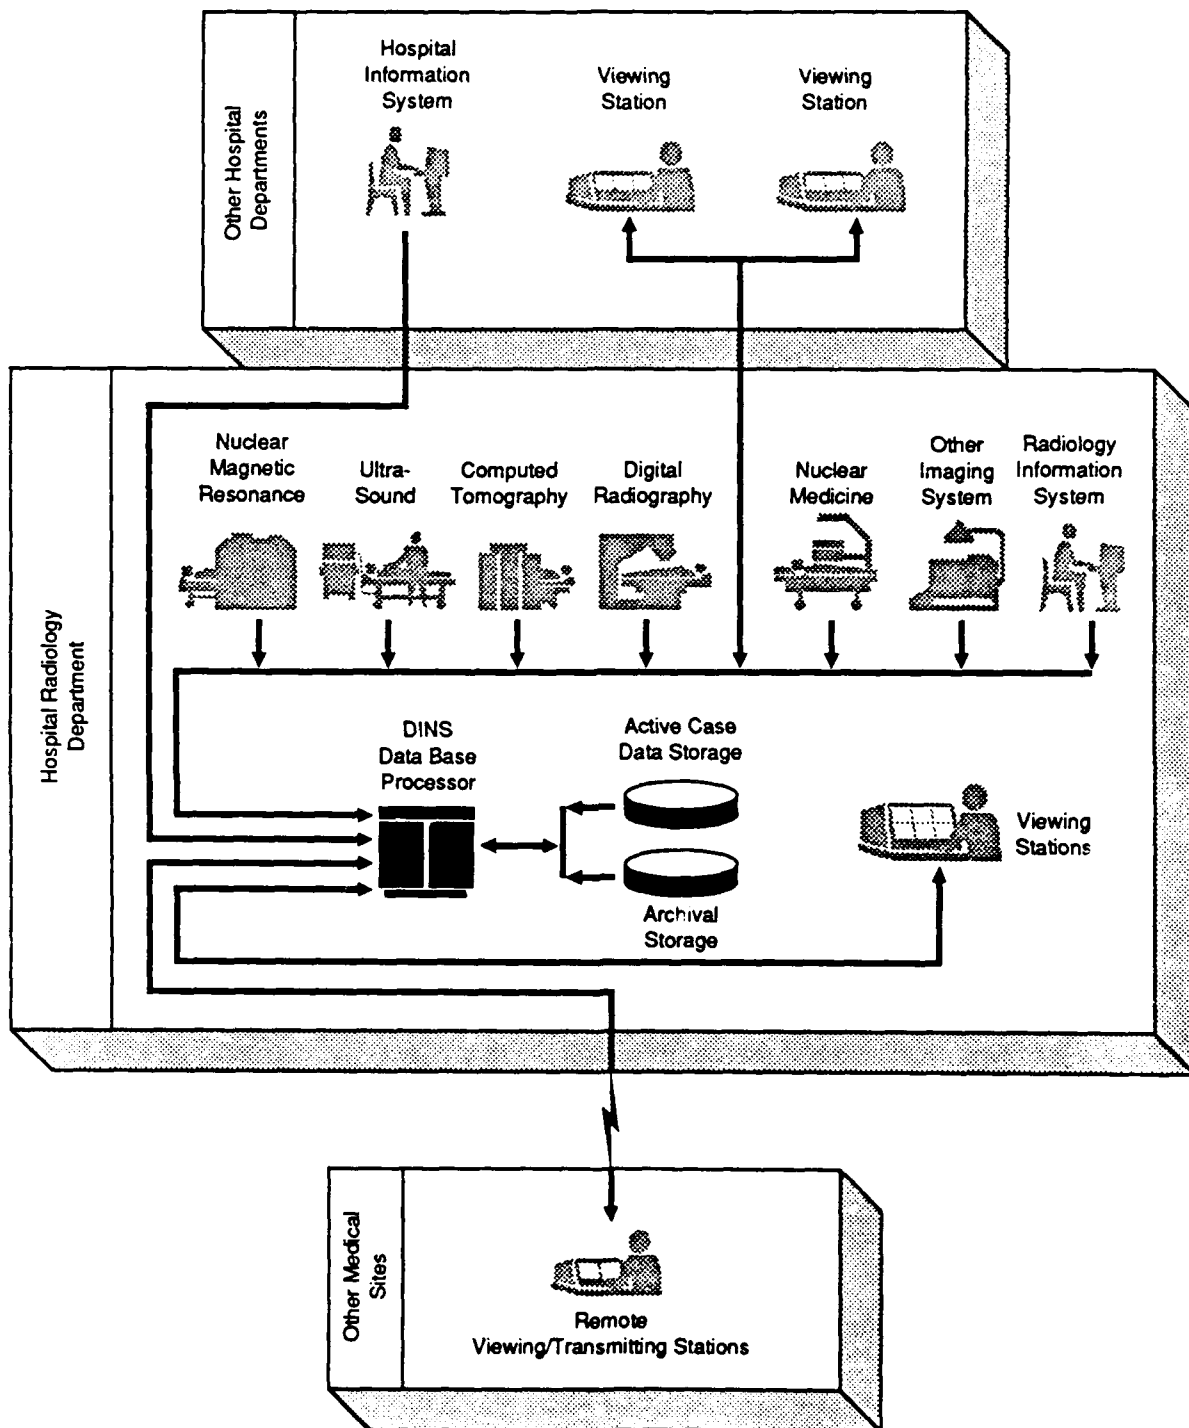 Other Hospital
Departments
Hospital
Information
System
Viewing
Station
Viewing
Station
Hospital Radiology
Department
Nuclear
Magnetic
Resonance
Ultra-
Sound
Computed
Tomography
Digital
Radiography
Nuclear
Medicine
Other
Imaging
System
Radiology
Information
System
DINS
Data Base
Processor
Active Case
Data Storage
Archival
Storage
Viewing
Stations
Other Medical
Sites
Remote
Viewing/Transmitting Stations